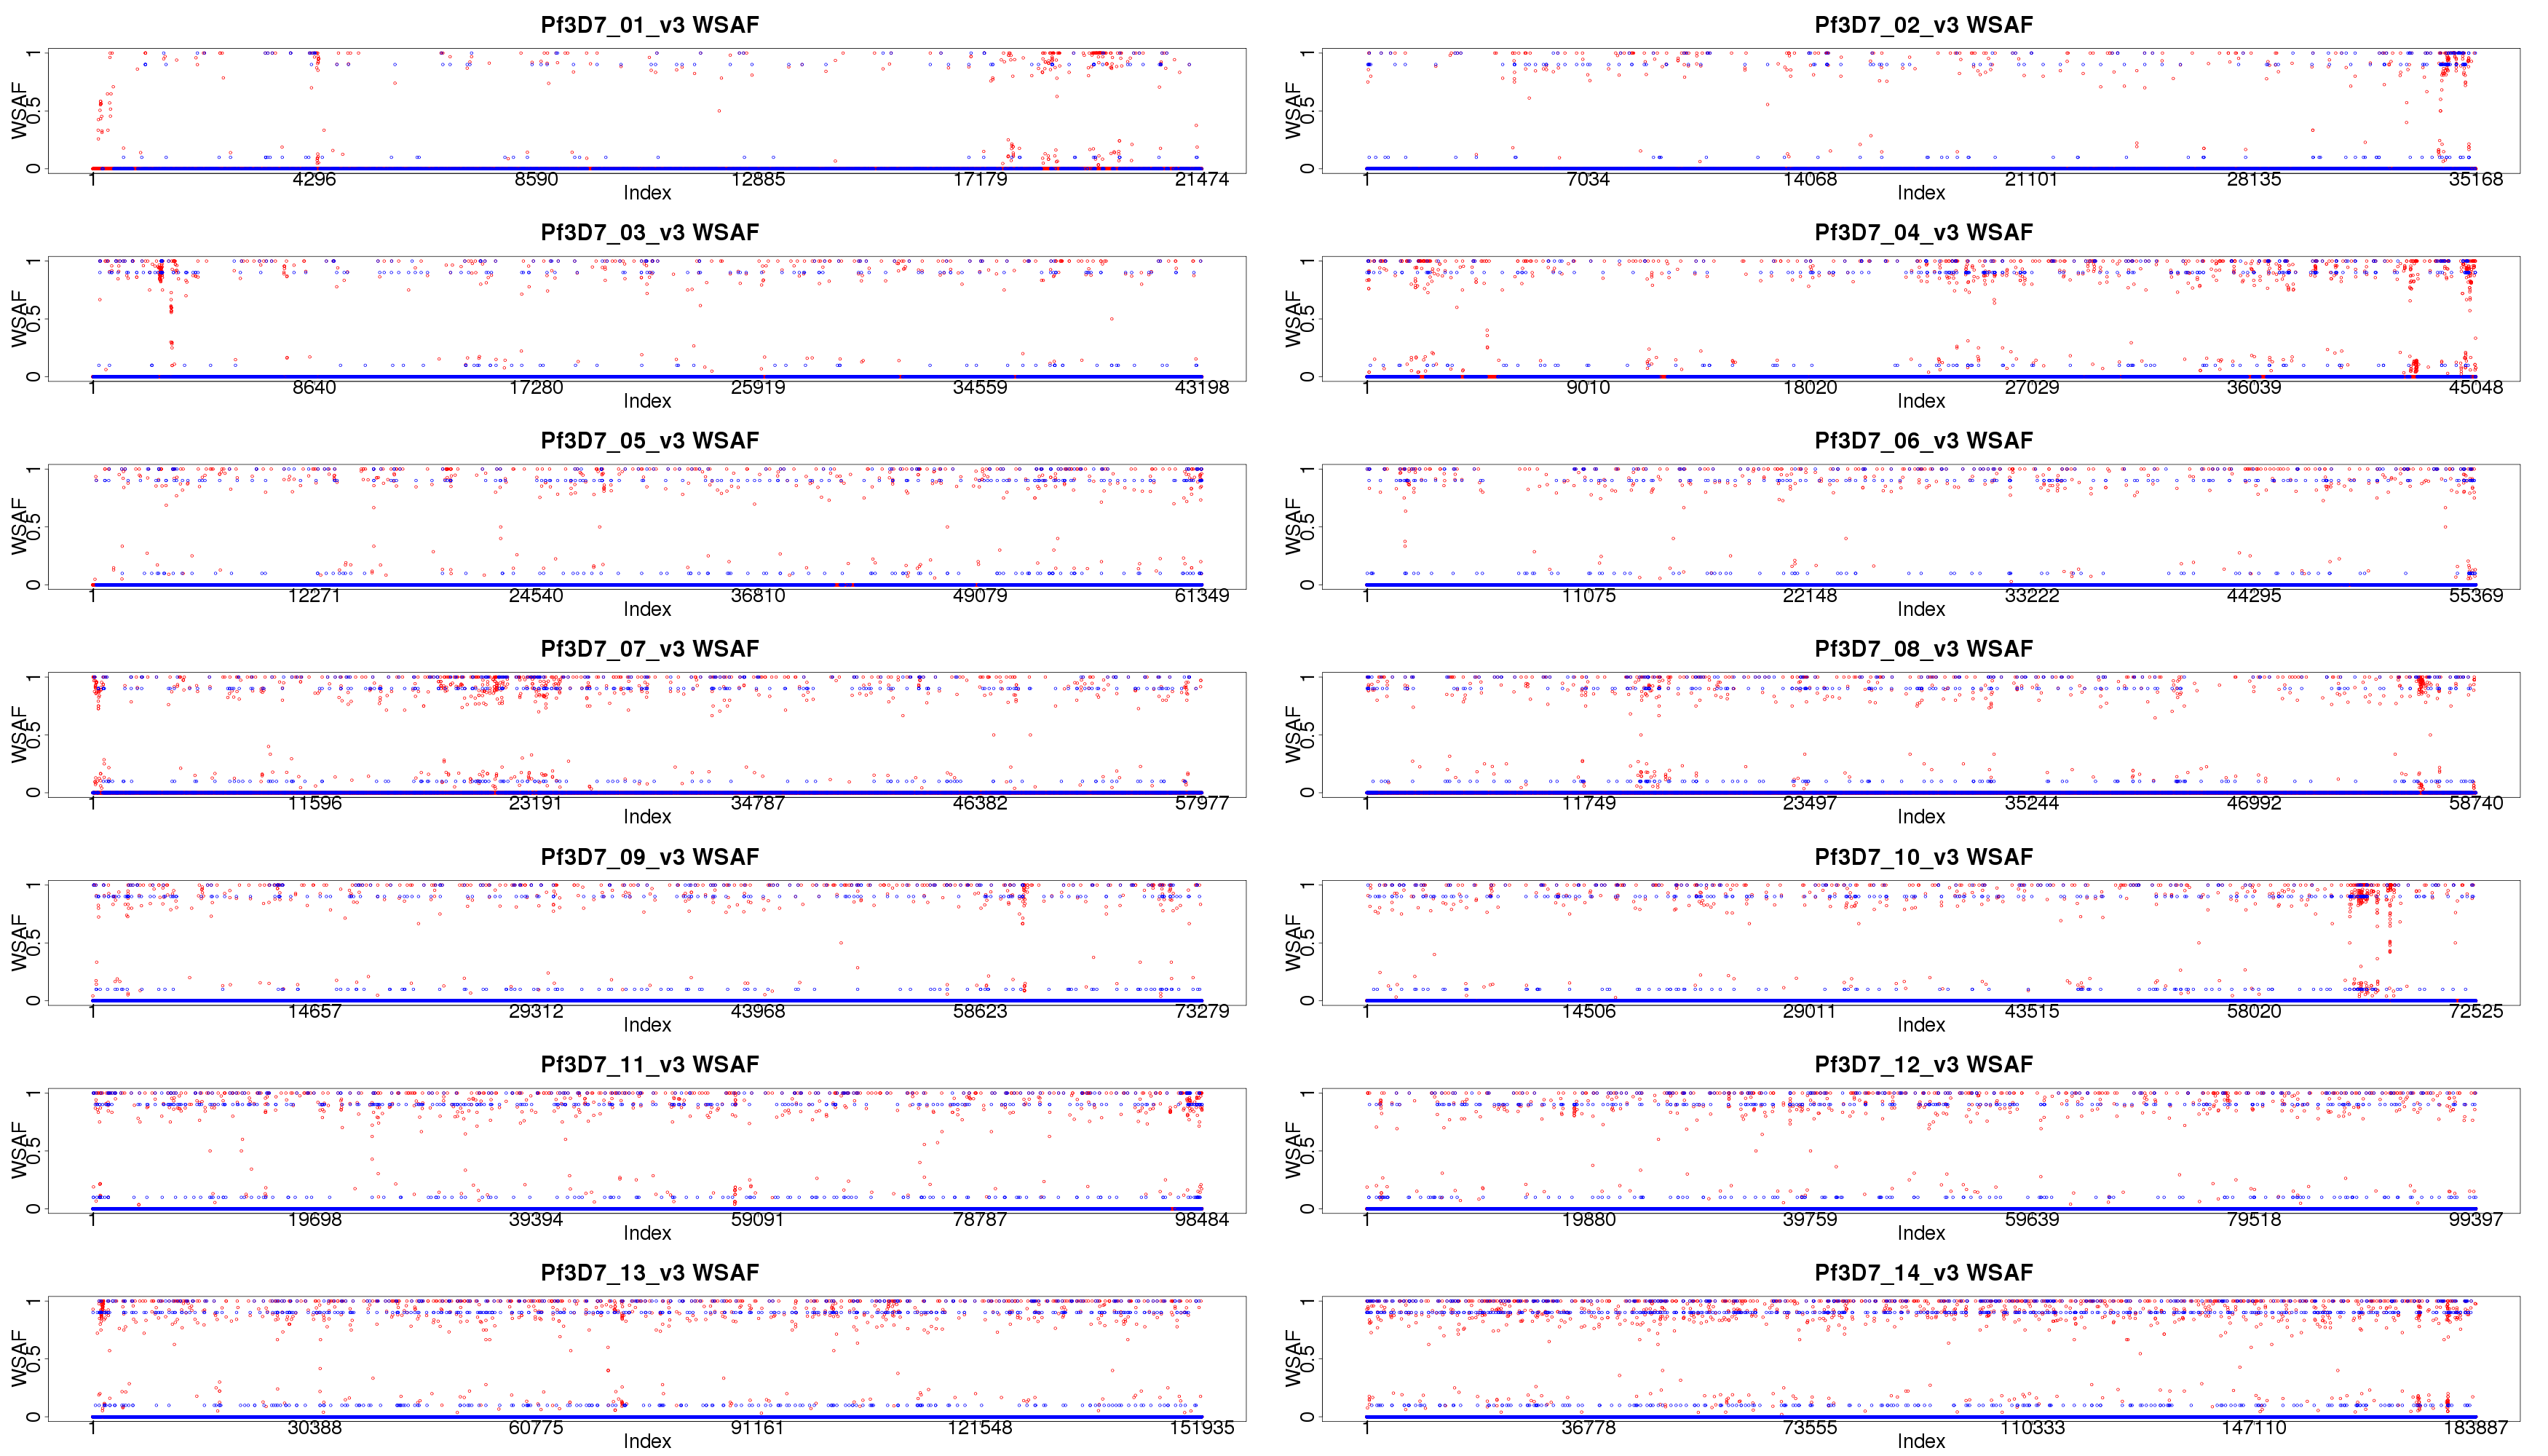 Pf3D7_01_v3 WSAF
WSAF
0 0.5 1
1 4296 8590 12885 17179 21474
Index
Pf3D7_02_v3 WSAF
WSAF
0 0.5 1
1 7034 14068 21101 28135 35168
Index
Pf3D7_03_v3 WSAF
WSAF
0 0.5 1
1 8640 17280 25919 34559 43198
Index
Pf3D7_04_v3 WSAF
WSAF
0 0.5 1
1 9010 18020 27029 36039 45048
Index
Pf3D7_05_v3 WSAF
WSAF
0 0.5 1
1 12271 24540 36810 49079 61349
Index
Pf3D7_06_v3 WSAF
WSAF
0 0.5 1
1 11075 22148 33222 44295 55369
Index
Pf3D7_07_v3 WSAF
WSAF
0 0.5 1
1 11596 23191 34787 46382 57977
Index
Pf3D7_08_v3 WSAF
WSAF
0 0.5 1
1 11749 23497 35244 46992 58740
Index
Pf3D7_09_v3 WSAF
WSAF
0 0.5 1
1 14657 29312 43968 58623 73279
Index
Pf3D7_10_v3 WSAF
WSAF
0 0.5 1
1 14506 29011 43515 58020 72525
Index
Pf3D7_11_v3 WSAF
WSAF
0 0.5 1
1 19698 39394 59091 78787 98484
Index
Pf3D7_12_v3 WSAF
WSAF
0 0.5 1
1 19880 39759 59639 79518 99397
Index
Pf3D7_13_v3 WSAF
WSAF
0 0.5 1
1 30388 60775 91161 121548 151935
Index
Pf3D7_14_v3 WSAF
WSAF
0 0.5 1
1 36778 73555 110333 147110 183887
Index